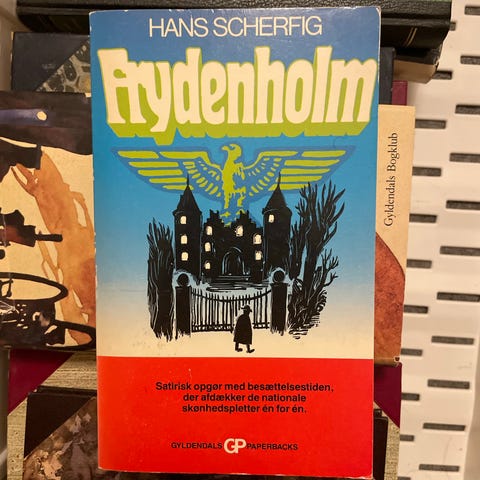 HANS SCHERFIG
Frydenholm
Satirisk opgør med besættelsestiden,
der afdækker de nationale
skønhedspletter én for én.
GYLDENDALS GP PAPERBACKS
Gyldendals Bogklub